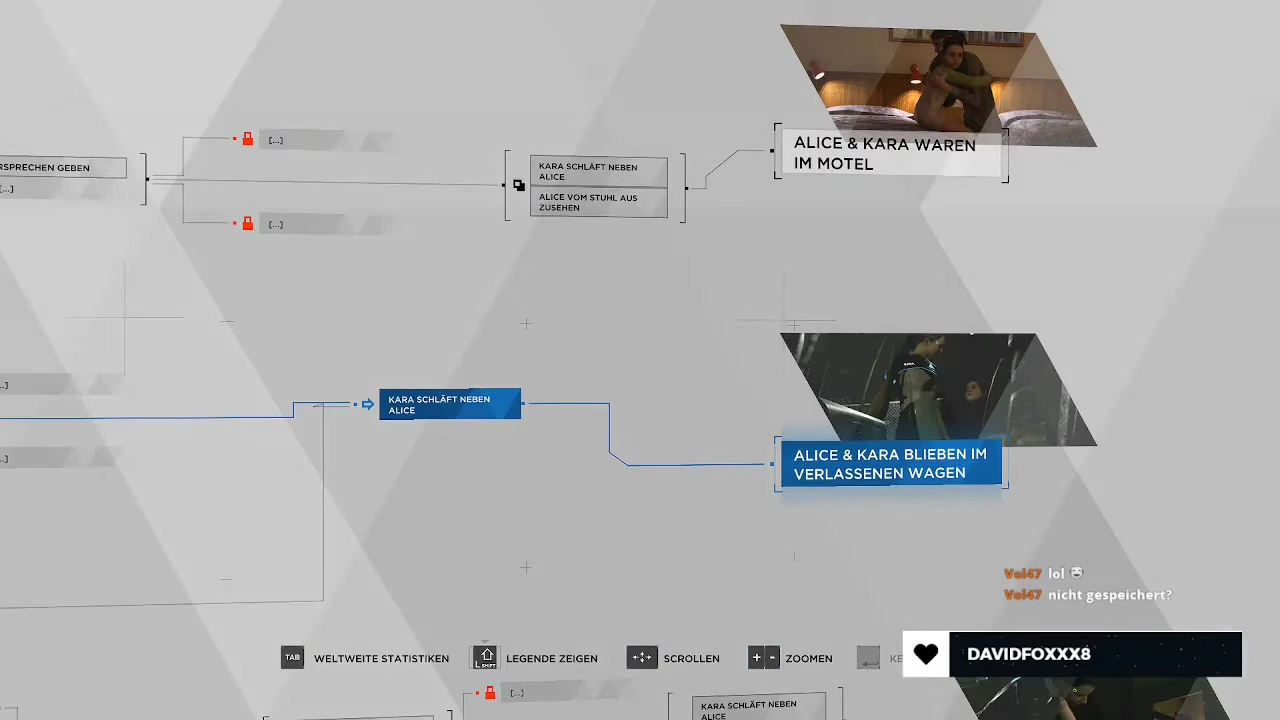 ALICE & KARA WAREN
IM MOTEL
RSPRECHEN GEBEN
[...]
[...]
[...]
KARA SCHLÄFT NEBEN
ALICE
ALICE VOM STUHL AUS
ZUSEHEN
...]
KARA SCHLÄFT NEBEN
ALICE
...]
ALICE & KARA BLIEBEN IM
VERLASSENEN WAGEN
Vol47 lol
Vol47 nicht gespeichert?
TAB WELTWEITE STATISTIKEN
LEGENDE ZEIGEN
SCROLLEN
+ - ZOOMEN
KE
DAVIDFOXXX8
[...]
KARA SCHLÄFT NEBEN
ALICE